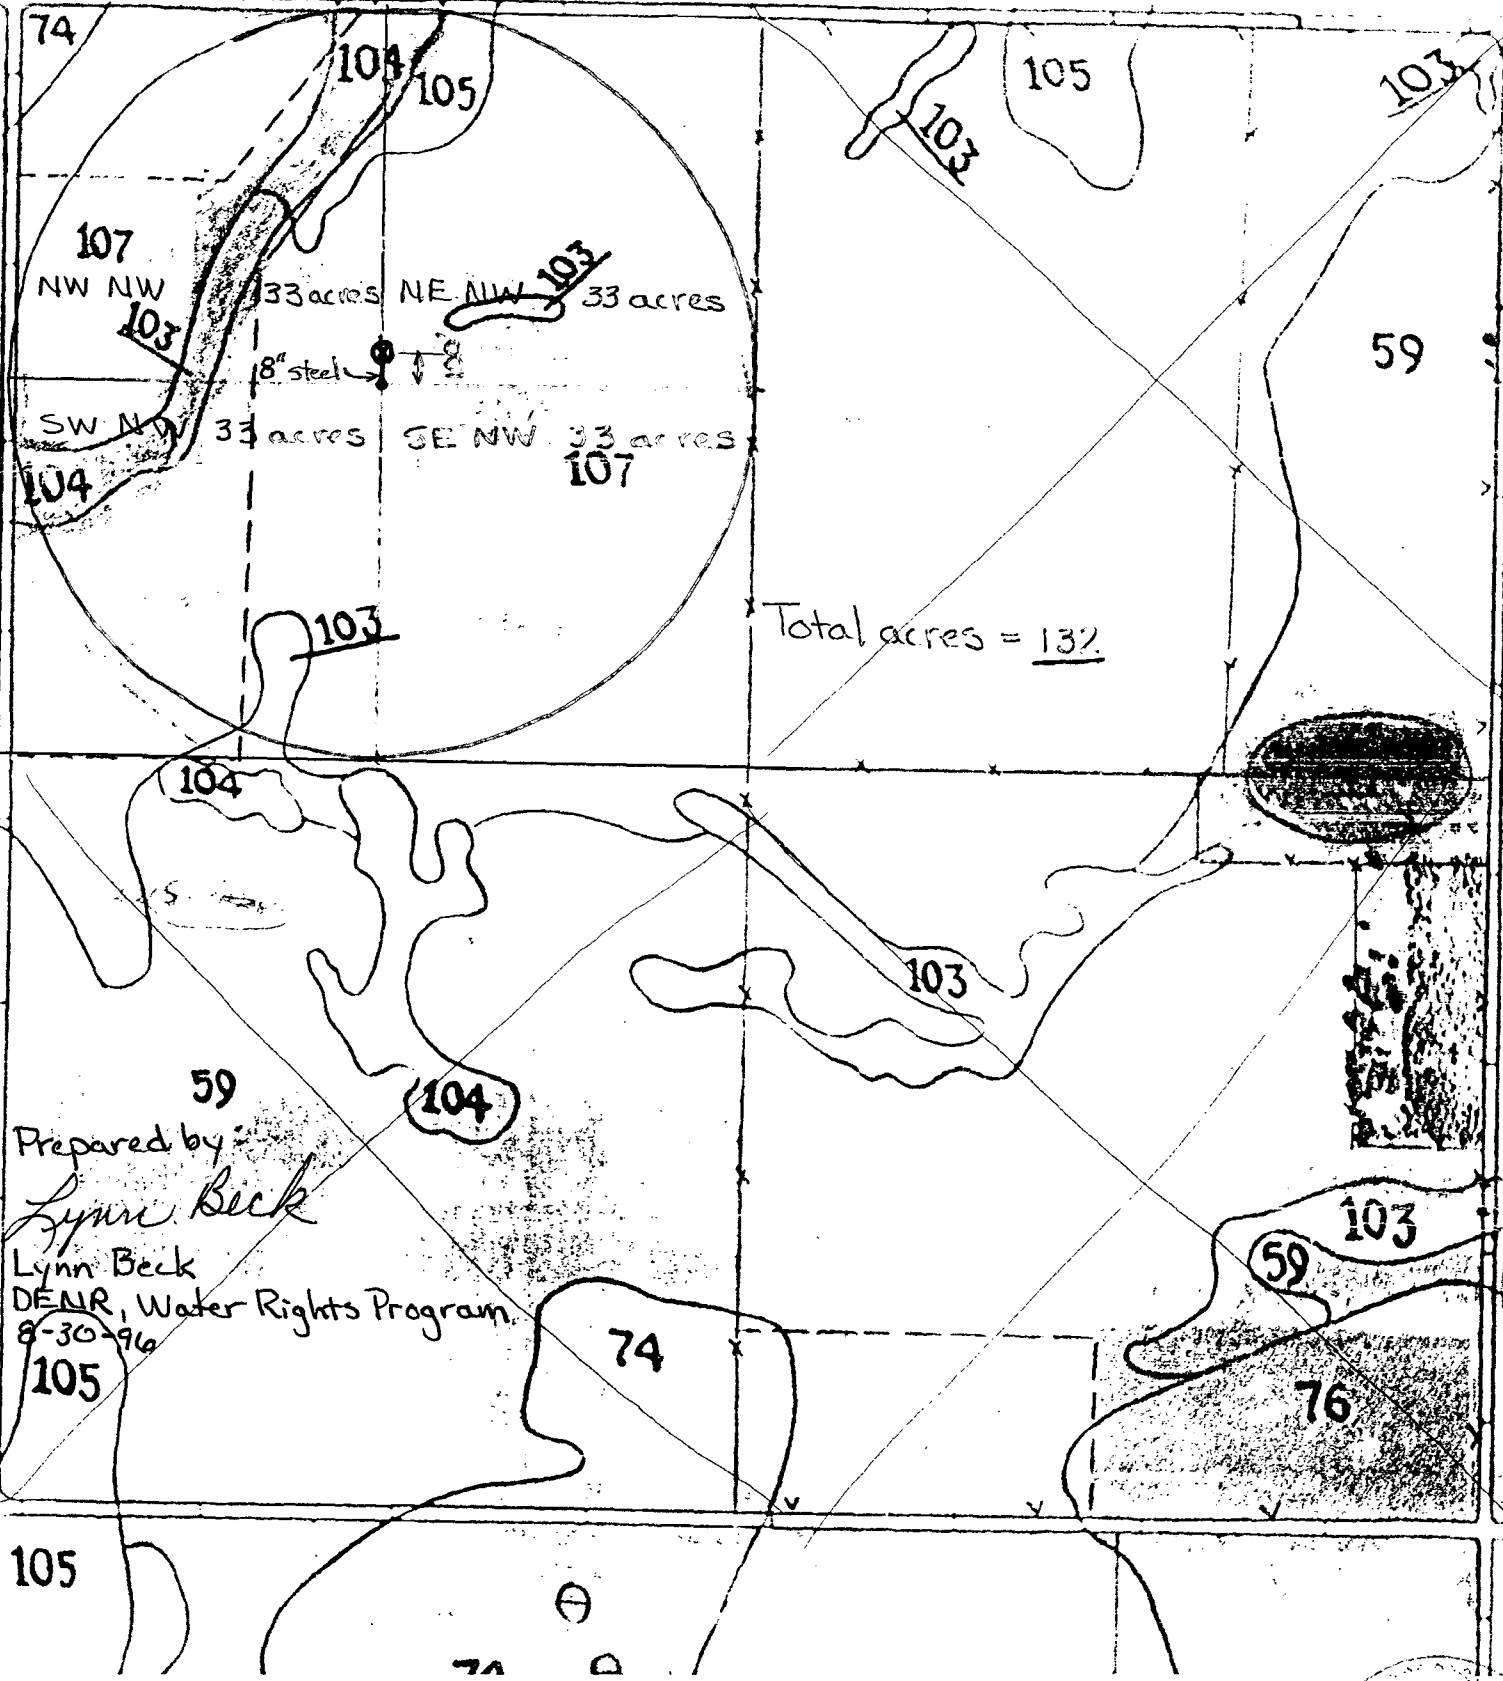 74
104
105
105
103
103
107
NW NW
33 acres
NE NW
103
33 acres
103
59
8" steel
8
SW NW
33 acres
SE NW
33 acres
107
104
103
Total acres = 132
104
103
59
104
Prepared by:
Lynn Beck
Lynn Beck
DENR, Water Rights Program
8-30-96
103
59
74
105
76
105